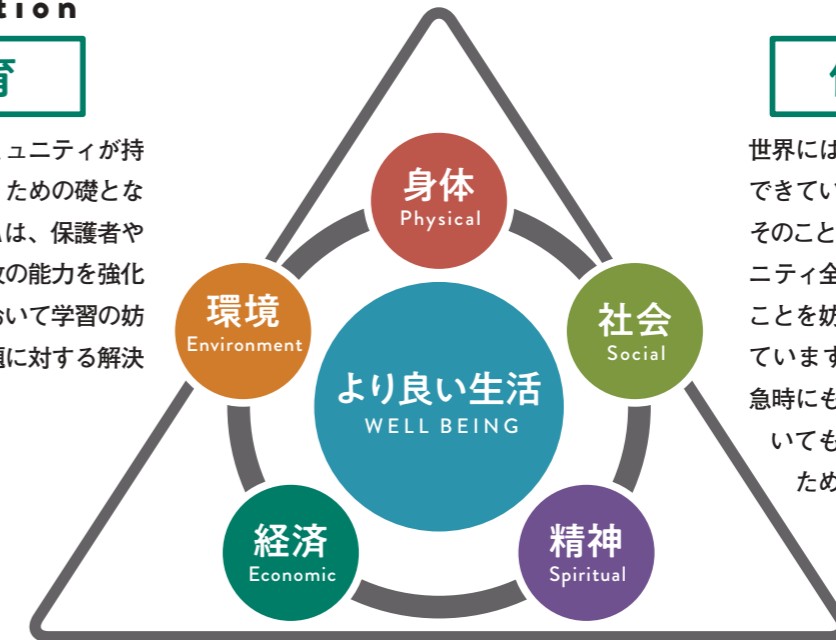 tion
育
ュニティが持
ための礎とな
は、保護者や
の能力を強化
おいて学習の妨
に対する解決
身体
Physical
環境
Environment
社会
Social
より良い生活
WELL BEING
経済
Economic
精神
Spiritual
世界には
できてい
そのこと
ニティ全
ことを妨
ています
急時にも
いても
ため